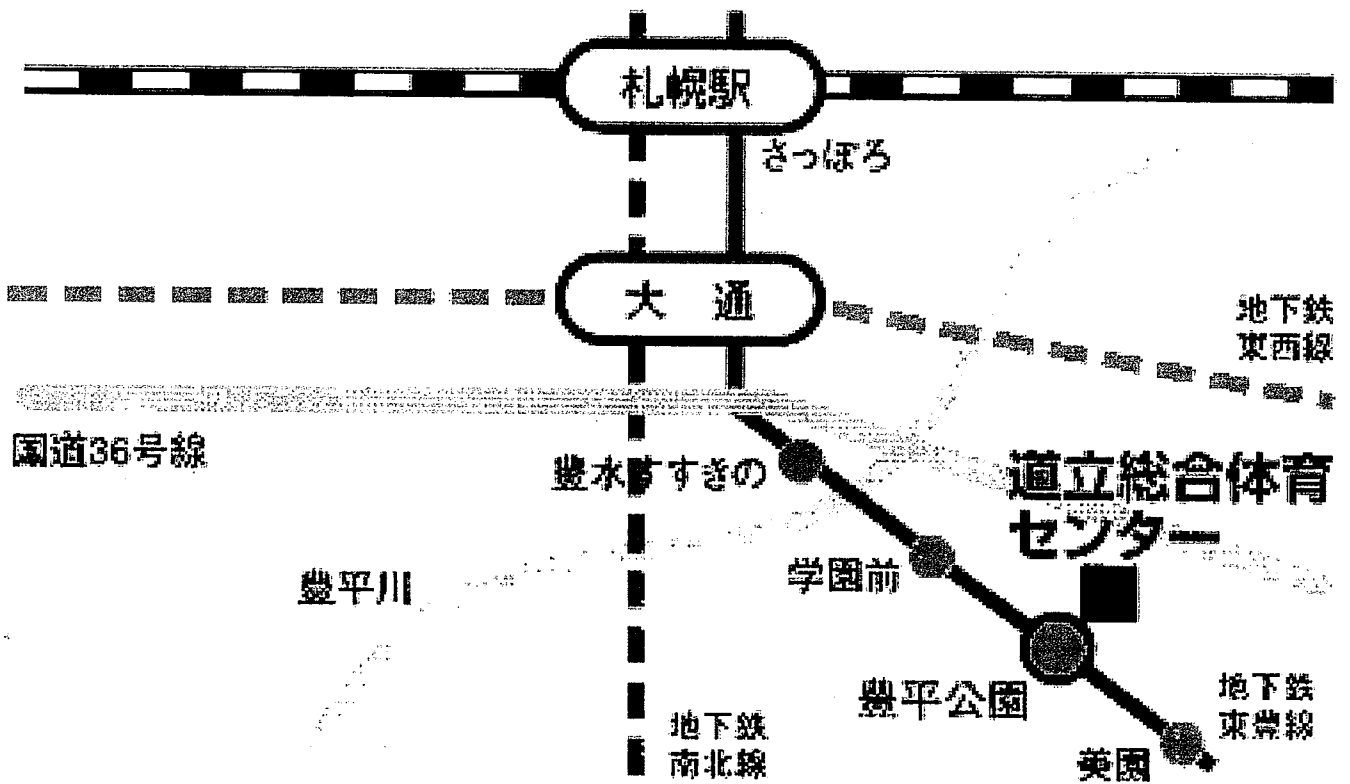 札幌駅
さっぽろ
大通
地下鉄
東西線
国道36号線
豊水すすきの
道立総合体育
センター
学園前
豊平川
豊平公園
地下鉄
東豊線
地下鉄
南北線
美園